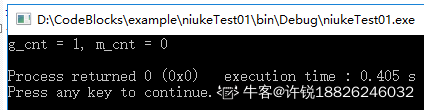 D:\CodeBlocks\example\niukeTest01\bin\Debug\niukeTest01.exe
g_cnt = 1, m_cnt = 0
Process returned 0 (0x0)   execution time : 0.405 s
Press any key to continue.
牛客@许锐18826246032